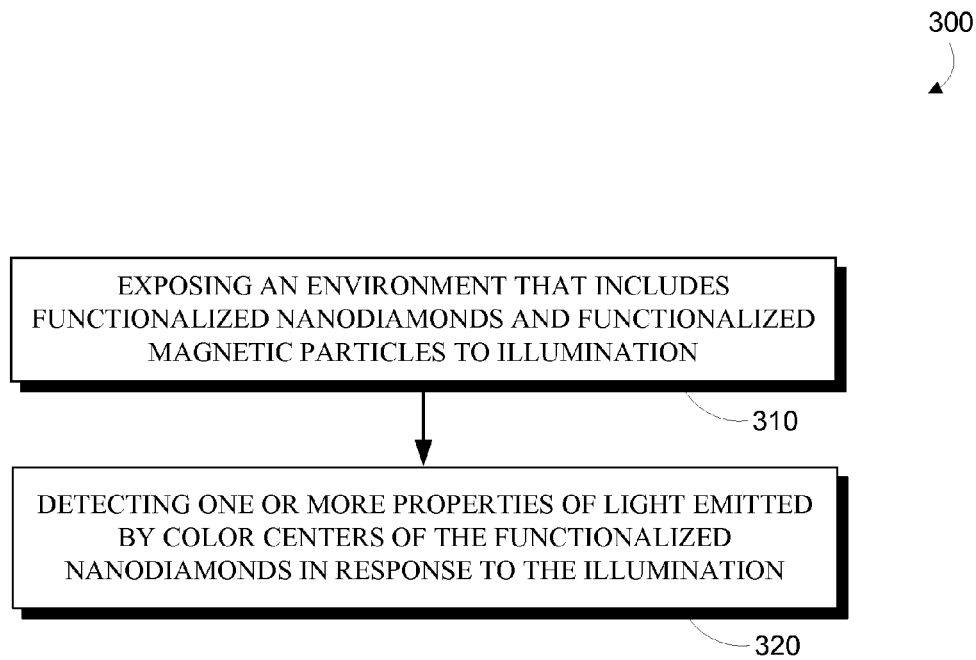 300
EXPOSING AN ENVIRONMENT THAT INCLUDES
FUNCTIONALIZED NANODIAMONDS AND FUNCTIONALIZED
MAGNETIC PARTICLES TO ILLUMINATION
310
DETECTING ONE OR MORE PROPERTIES OF LIGHT EMITTED
BY COLOR CENTERS OF THE FUNCTIONALIZED
NANODIAMONDS IN RESPONSE TO THE ILLUMINATION
320